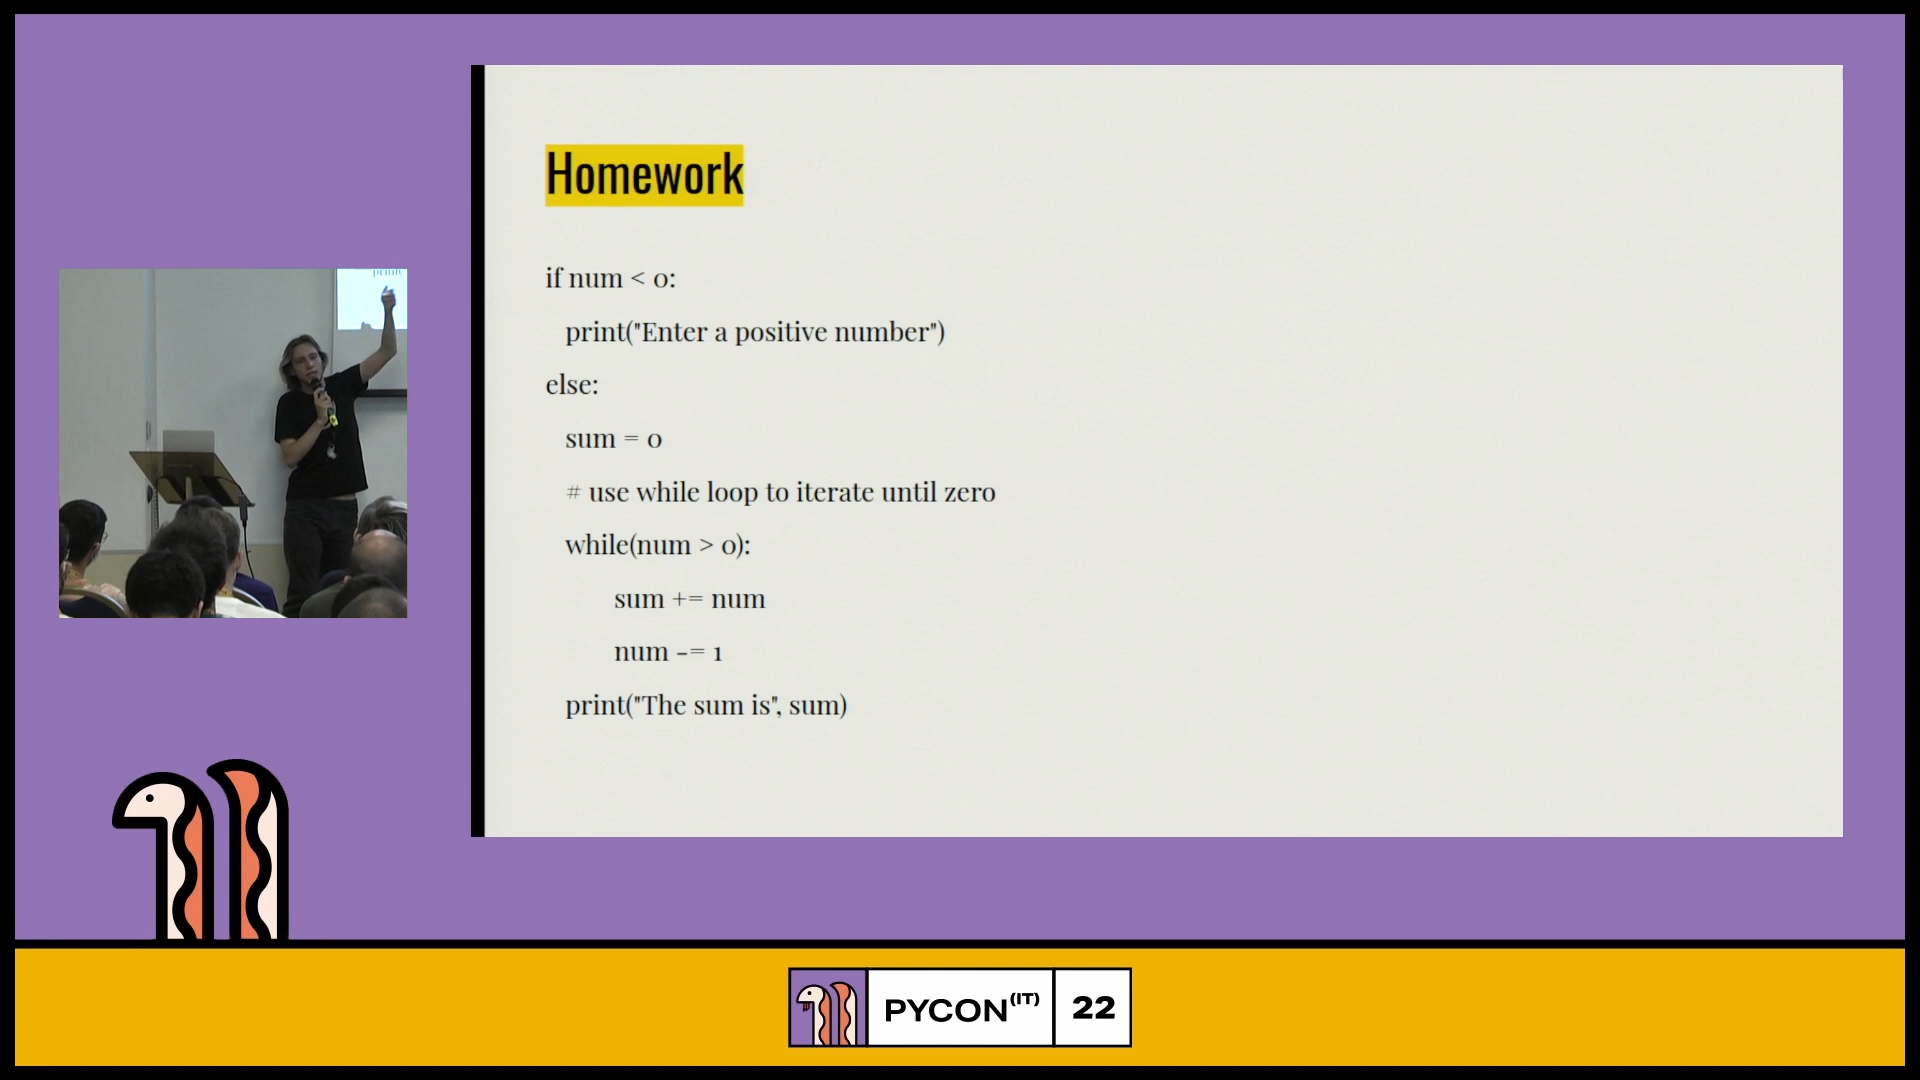 Homework
if num < 0:
print("Enter a positive number")
else:
sum = 0
# use while loop to iterate until zero
while(num > 0):
sum += num
num -= 1
print("The sum is", sum)
print
PYCON(IT) 22